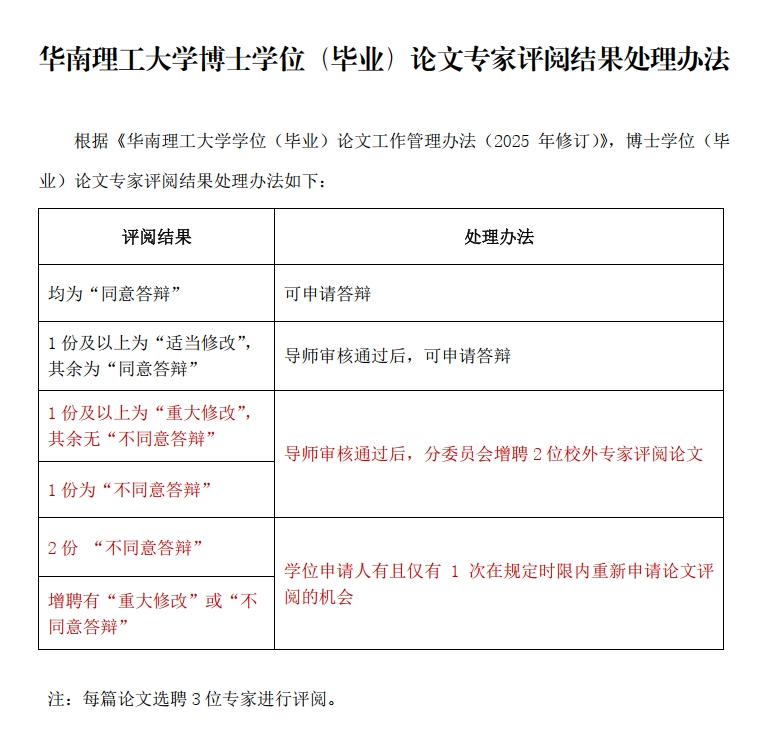 华南理工大学博士学位（毕业）论文专家评阅结果处理办法
根据《华南理工大学学位（毕业）论文工作管理办法（2025 年修订）》，博士学位（毕
业）论文专家评阅结果处理办法如下：
评阅结果
处理办法
均为“同意答辩”
可申请答辩
1 份及以上为“适当修改”，
其余为“同意答辩”
导师审核通过后，可申请答辩
1 份及以上为“重大修改”，
其余无“不同意答辩”
1 份为“不同意答辩”
导师审核通过后，分委员会增聘 2 位校外专家评阅论文
2 份 “不同意答辩”
增聘有“重大修改”或“不
同意答辩”
学位申请人有且仅有 1 次在规定时限内重新申请论文评
阅的机会
注：每篇论文选聘 3 位专家进行评阅。